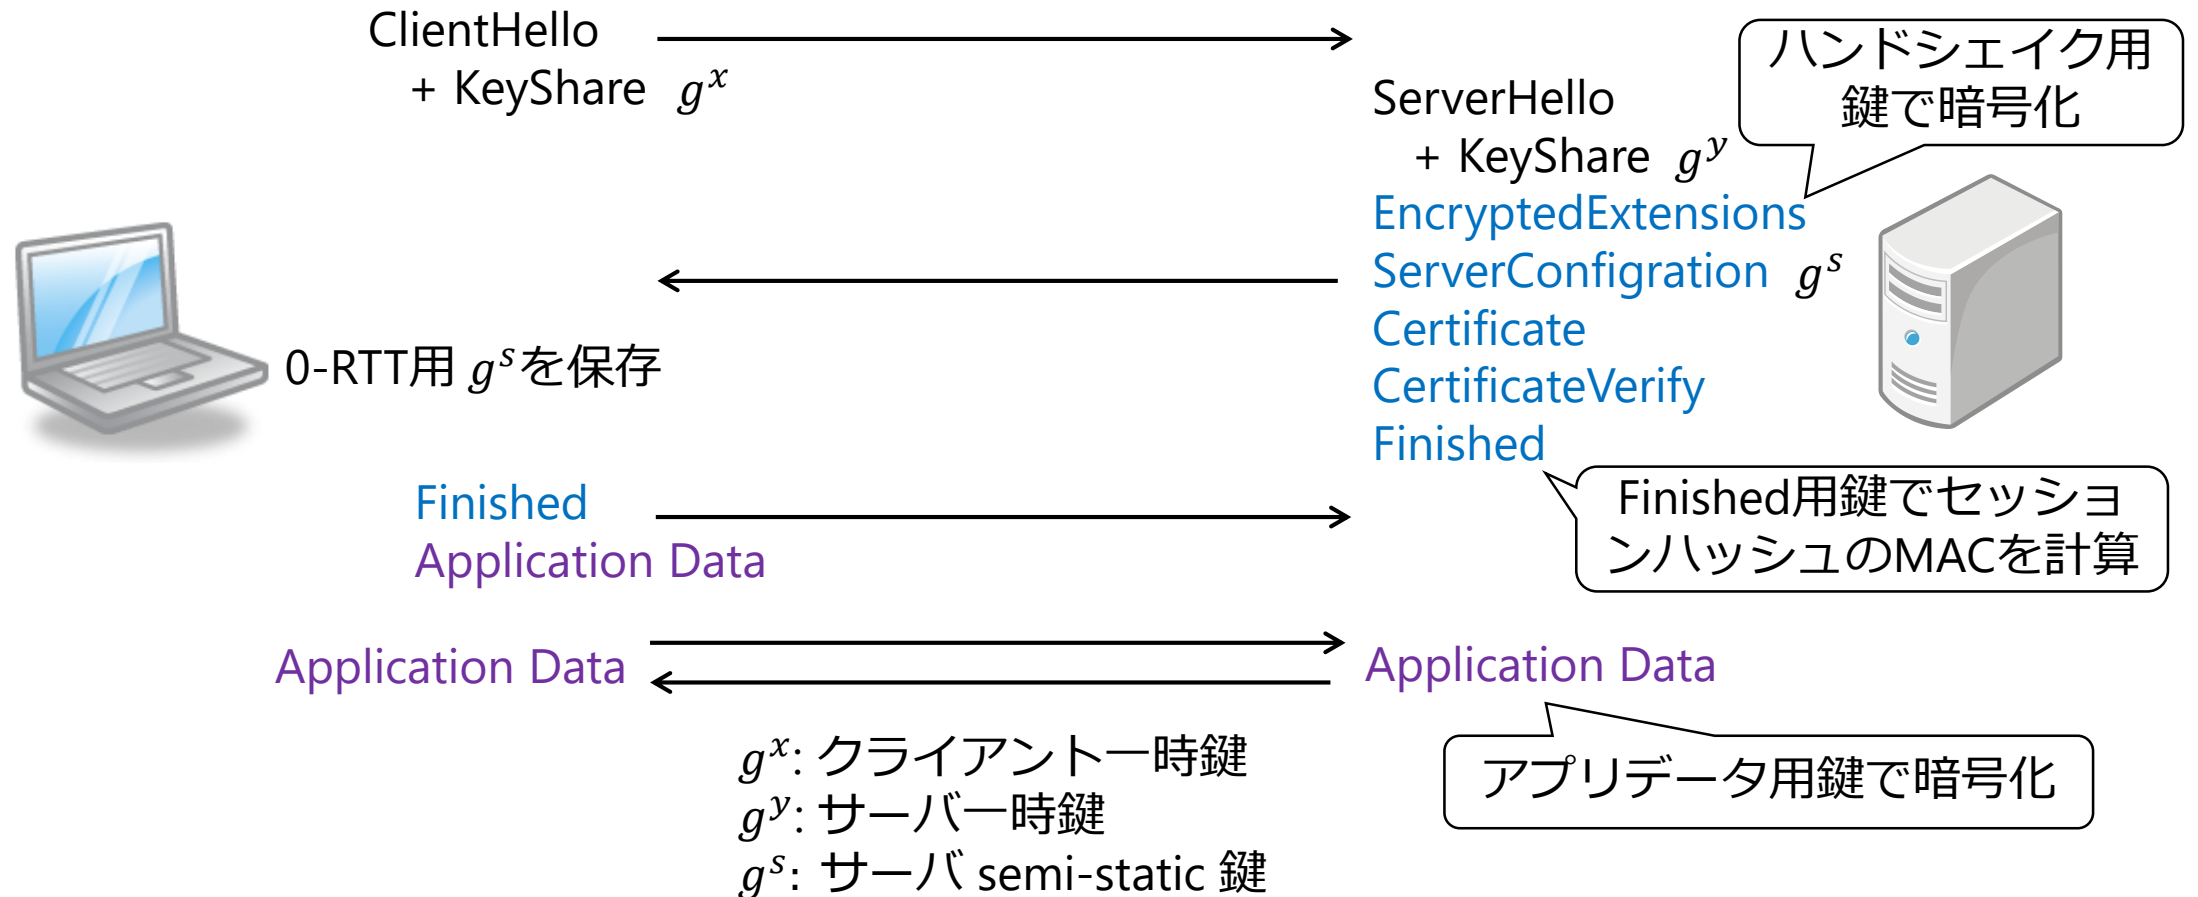 ClientHello
+ KeyShare g^x
ハンドシェイク用
鍵で暗号化
ServerHello
+ KeyShare g^y
EncryptedExtensions
ServerConfigration g^s
Certificate
CertificateVerify
Finished
0-RTT用 g^sを保存
Finished
Application Data
Finished用鍵でセッショ
ンハッシュのMACを計算
Application Data
Application Data
アプリデータ用鍵で暗号化
g^x: クライアント一時鍵
g^y: サーバ一時鍵
g^s: サーバ semi-static 鍵